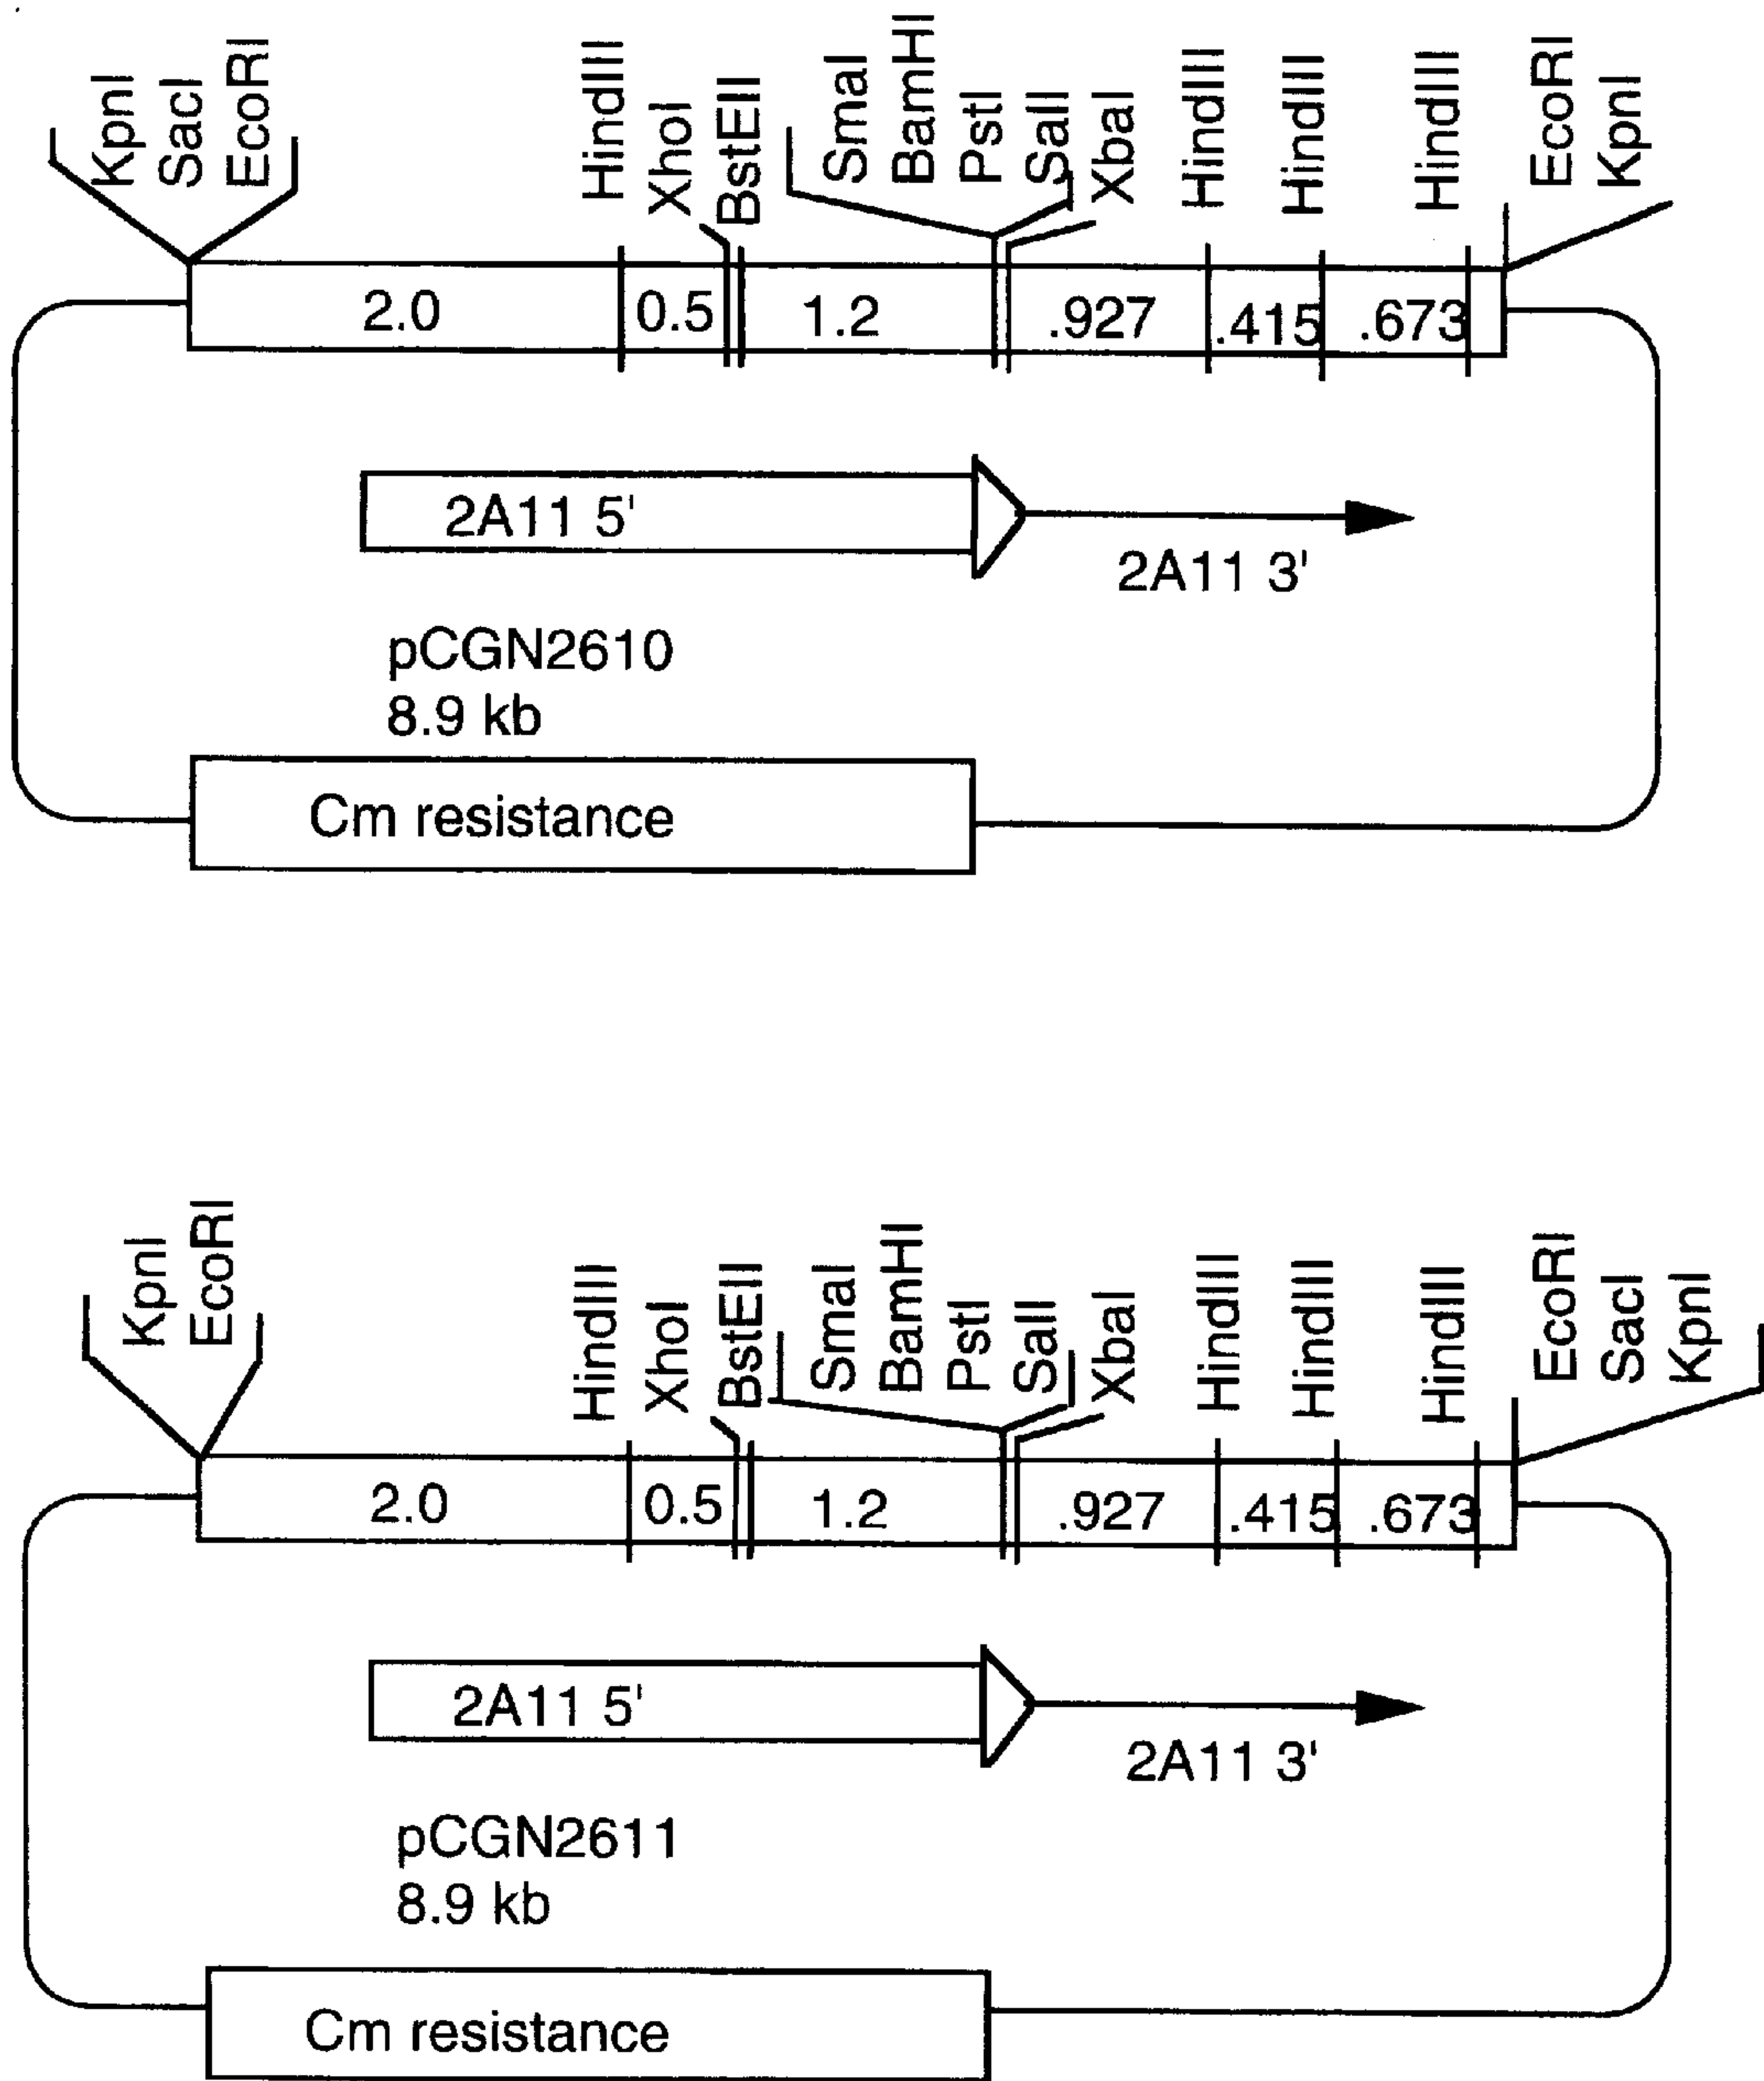 KpnI
SacI
EcoRI
HindIII
XhoI
BstEII
SmaI
BamHI
PstI
SalI
XbaI
HindIII
HindIII
HindIII
EcoRI
KpnI
2.0
0.5
1.2
.927
.415
.673
2A11 5'
2A11 3'
pCGN2610
8.9 kb
Cm resistance
KpnI
EcoRI
HindIII
XhoI
BstEII
SmaI
BamHI
PstI
SalI
XbaI
HindIII
HindIII
HindIII
EcoRI
SacI
KpnI
2.0
0.5
1.2
.927
.415
.673
2A11 5'
2A11 3'
pCGN2611
8.9 kb
Cm resistance